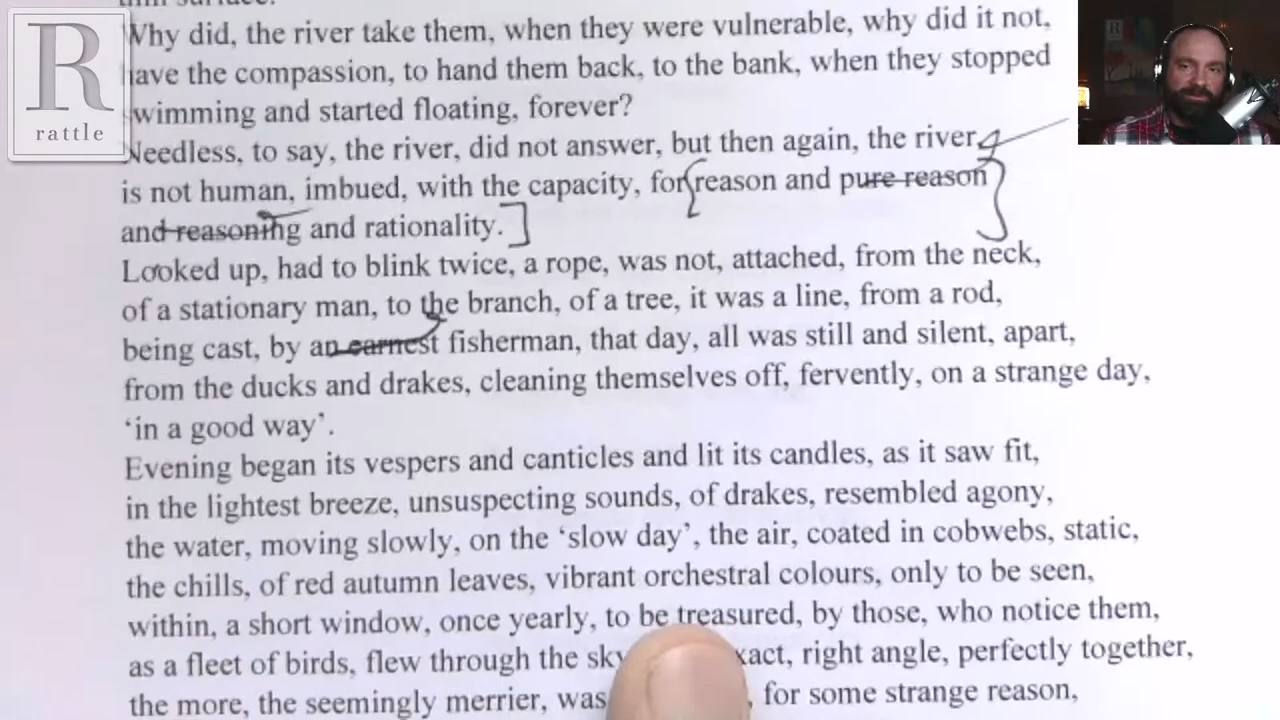 R
rattle
thin surface.
Why did, the river take them, when they were vulnerable, why did it not,
have the compassion, to hand them back, to the bank, when they stopped
swimming and started floating, forever?
Needless, to say, the river, did not answer, but then again, the river
is not human, imbued, with the capacity, for reason and pure reason
and reasoning and rationality.
Looked up, had to blink twice, a rope, was not, attached, from the neck,
of a stationary man, to the branch, of a tree, it was a line, from a rod,
being cast, by an earnest fisherman, that day, all was still and silent, apart,
from the ducks and drakes, cleaning themselves off, fervently, on a strange day,
‘in a good way’.
Evening began its vespers and canticles and lit its candles, as it saw fit,
in the lightest breeze, unsuspecting sounds, of drakes, resembled agony,
the water, moving slowly, on the ‘slow day’, the air, coated in cobwebs, static,
the chills, of red autumn leaves, vibrant orchestral colours, only to be seen,
within, a short window, once yearly, to be treasured, by those, who notice them,
as a fleet of birds, flew through the sky right angle, perfectly together,
the more, the seemingly merrier, was for some strange reason,